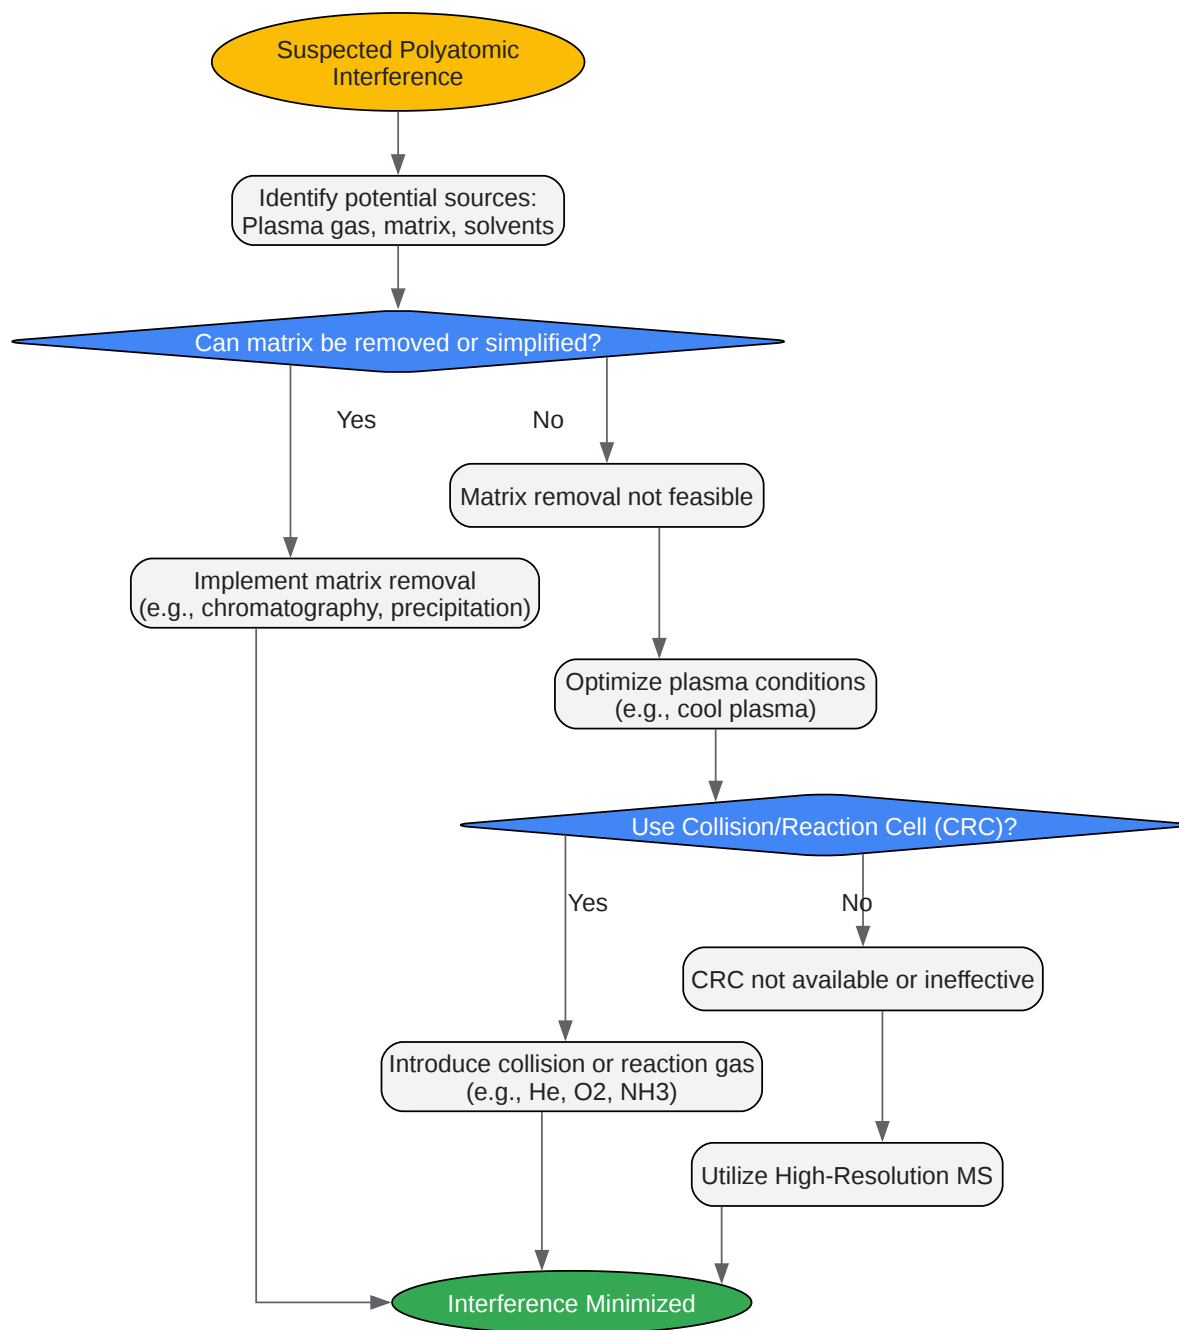 Suspected Polyatomic
Interference
Identify potential sources:
Plasma gas, matrix, solvents
Can matrix be removed or simplified?
Yes
No
Matrix removal not feasible
Implement matrix removal
(e.g., chromatography, precipitation)
Optimize plasma conditions
(e.g., cool plasma)
Use Collision/Reaction Cell (CRC)?
Yes
No
CRC not available or ineffective
Introduce collision or reaction gas
(e.g., He, O2, NH3)
Utilize High-Resolution MS
Interference Minimized